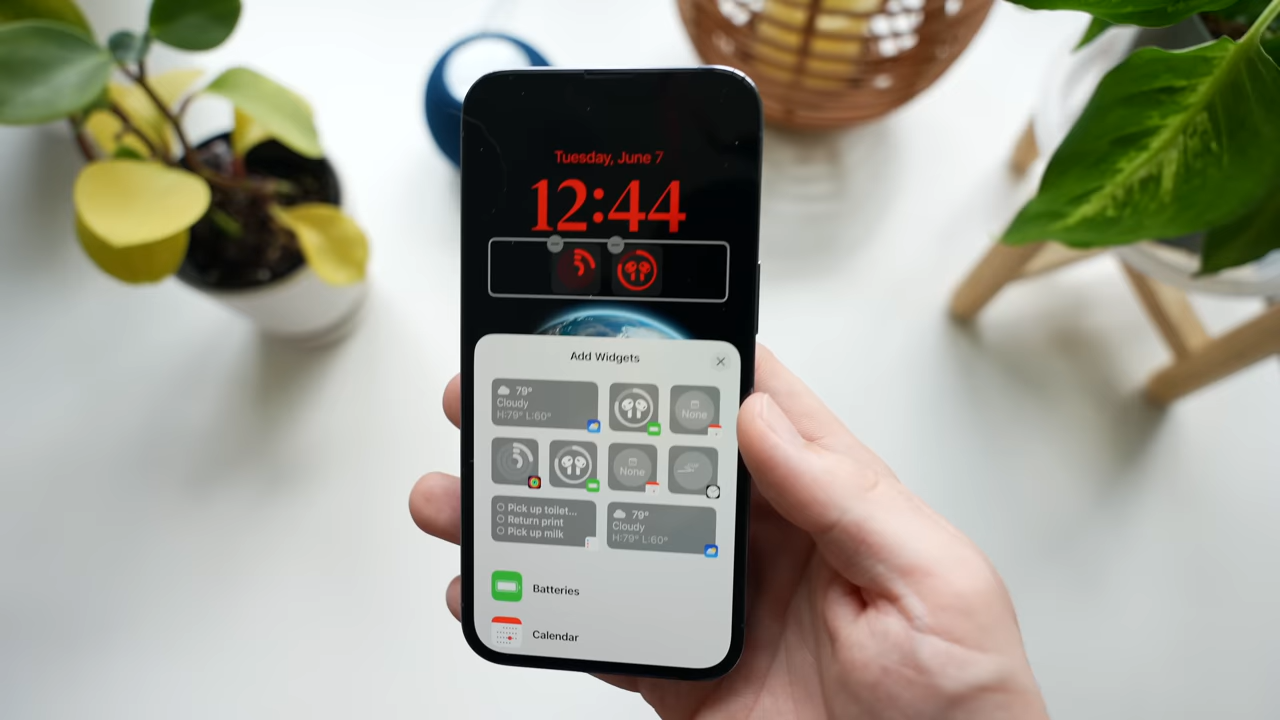 Tuesday, June 7
12:44
Add Widgets
79°
Cloudy
H:79° L:60°
None
None
Pick up toilet...
Return print
Pick up milk
79°
Cloudy
H:79° L:60°
Batteries
Calendar